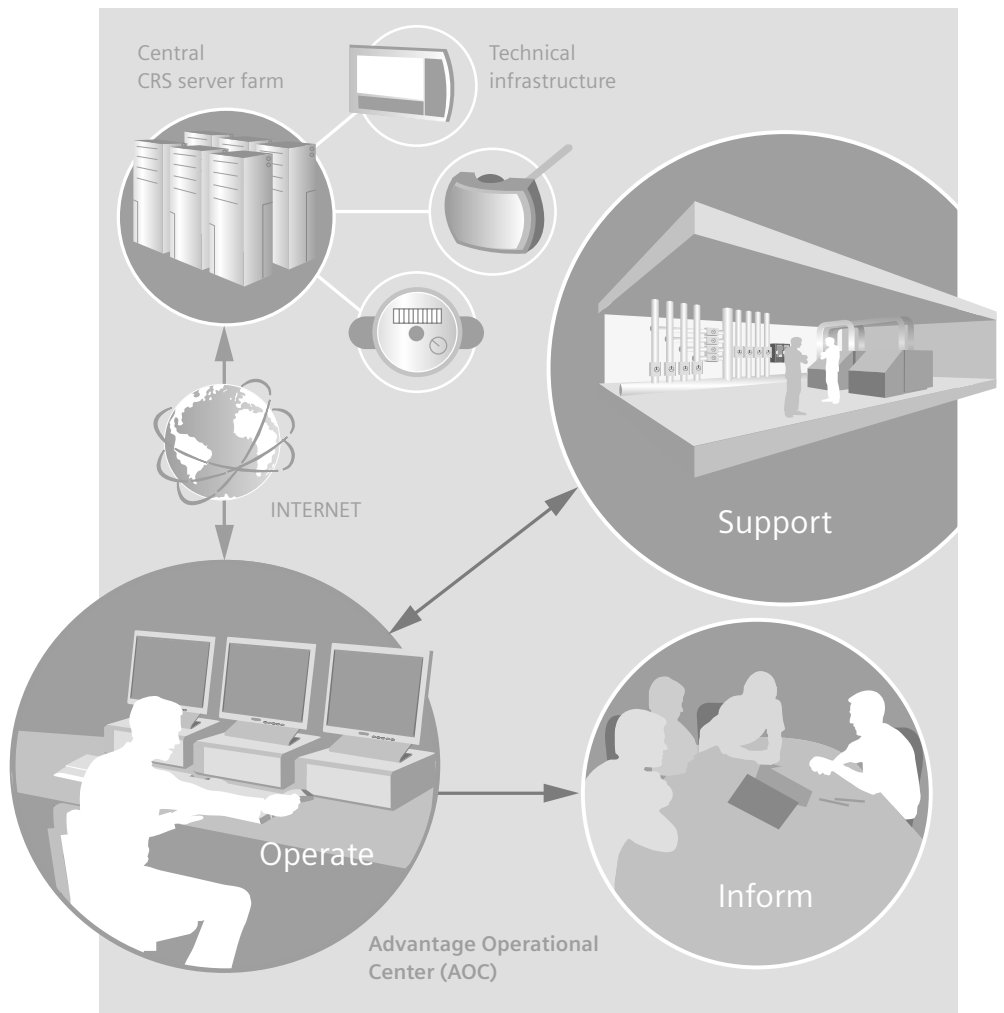 Central
CRS server farm
Technical
infrastructure
INTERNET
Support
Operate
Inform
Advantage Operational
Center (AOC)